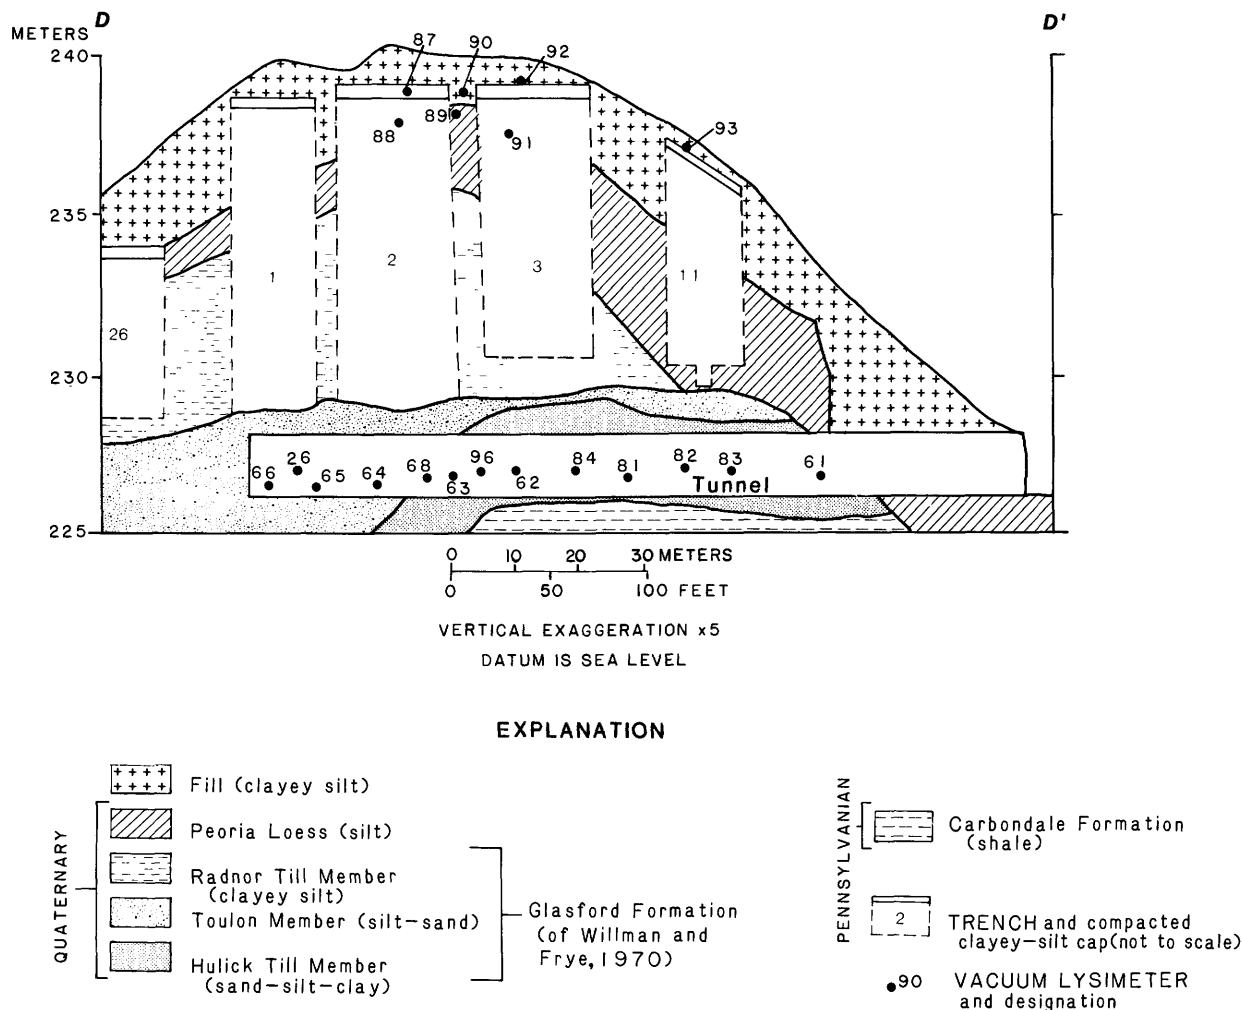 METERS D D'
240
235
230
225
87 90 92
89
88 91
93
1 2 3 11
26
66 26 65 64 68 63 96 62 84 81 82 83 61
Tunnel
0 10 20 30 METERS
0 50 100 FEET
VERTICAL EXAGGERATION x5
DATUM IS SEA LEVEL
EXPLANATION
QUATERNARY
Fill (clayey silt)
Peoria Loess (silt)
Radnor Till Member
(clayey silt)
Toulon Member (silt-sand)
Hulick Till Member
(sand-silt-clay)
Glasford Formation
(of Willman and
Frye, 1970)
PENNSYLVANIAN
Carbondale Formation
(shale)
2
TRENCH and compacted
clayey-silt cap (not to scale)
90 VACUUM LYSIMETER
and designation